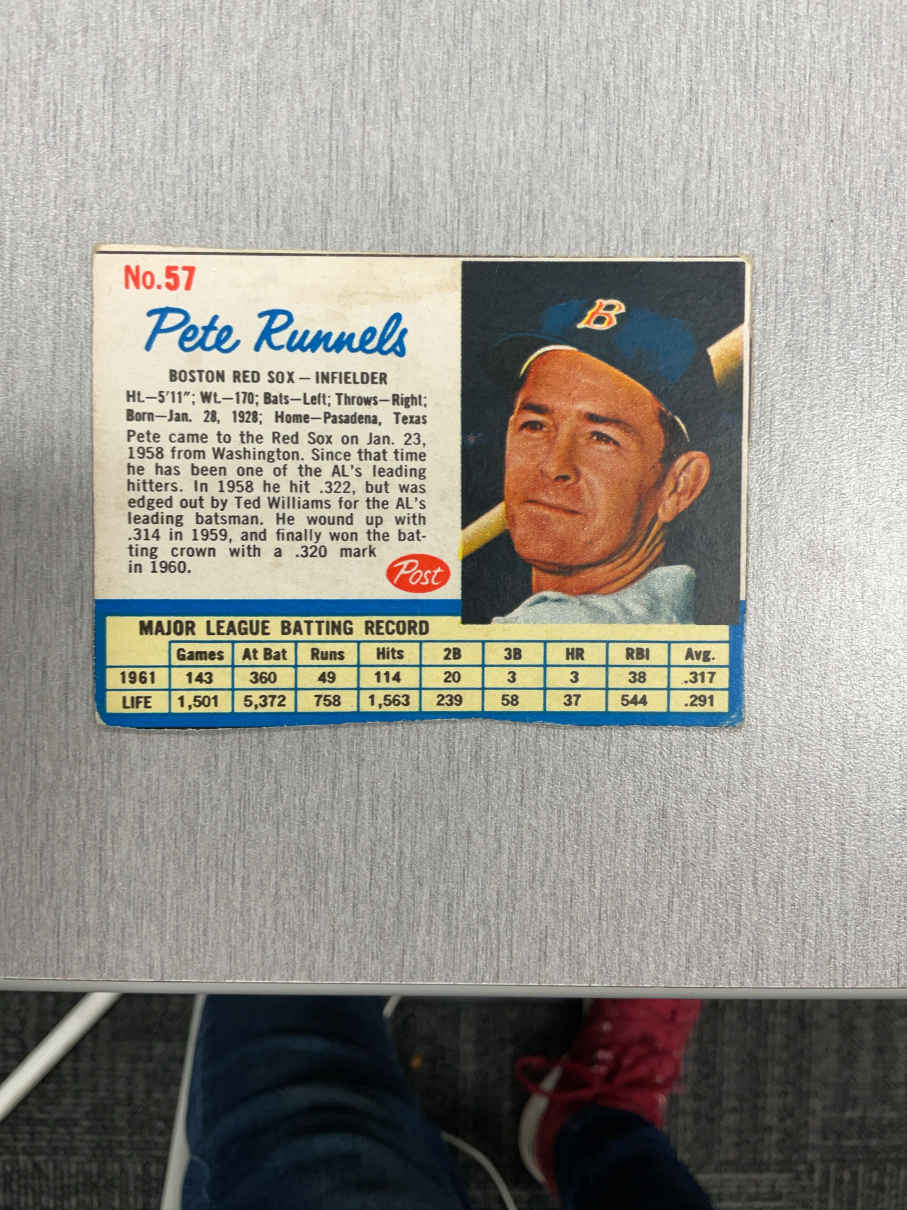 No.57
Pete Runnels
BOSTON RED SOX — INFIELDER
Ht.—5'11"; Wt.—170; Bats—Left; Throws—Right;
Born—Jan. 28, 1928; Home—Pasadena, Texas
Pete came to the Red Sox on Jan. 23,
1958 from Washington. Since that time
he has been one of the AL's leading
hitters. In 1958 he hit .322, but was
edged out by Ted Williams for the AL's
leading batsman. He wound up with
.314 in 1959, and finally won the bat-
ting crown with a .320 mark
in 1960.
Post
B
MAJOR LEAGUE BATTING RECORD
Games At Bat Runs Hits 2B 3B HR RBI Avg.
1961 143 360 49 114 20 3 3 38 .317
LIFE 1,501 5,372 758 1,563 239 58 37 544 .291